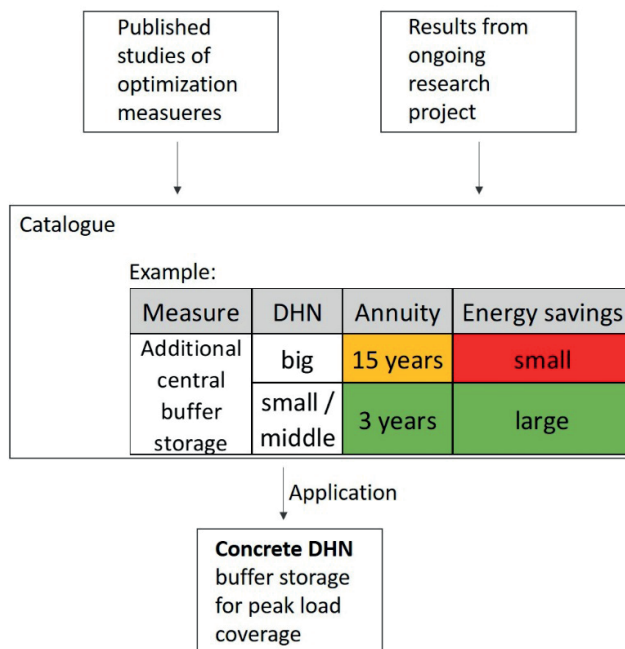 Published
studies of
optimization
measueres
Results from
ongoing
research
project
Catalogue
Example:
Measure DHN Annuity Energy savings
Additional
central
buffer
storage
big 15 years small
small /
middle
3 years large
Application
Concrete DHN
buffer storage
for peak load
coverage